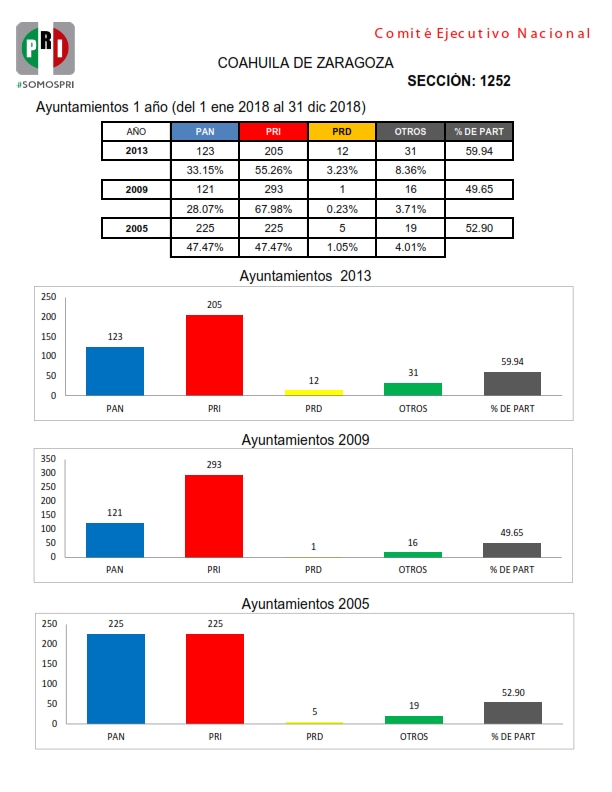 Comité Ejecutivo Nacional
PRI
#SOMOSPRI
COAHUILA DE ZARAGOZA
SECCIÓN: 1252
Ayuntamientos 1 año (del 1 ene 2018 al 31 dic 2018)
AÑO PAN PRI PRD OTROS % DE PART
2013 123 205 12 31 59.94
33.15% 55.26% 3.23% 8.36%
2009 121 293 1 16 49.65
28.07% 67.98% 0.23% 3.71%
2005 225 225 5 19 52.90
47.47% 47.47% 1.05% 4.01%
Ayuntamientos 2013
250
200
150
100
50
0
123 205 12 31 59.94
PAN PRI PRD OTROS % DE PART
Ayuntamientos 2009
350
300
250
200
150
100
50
0
121 293 1 16 49.65
PAN PRI PRD OTROS % DE PART
Ayuntamientos 2005
250
200
150
100
50
0
225 225 5 19 52.90
PAN PRI PRD OTROS % DE PART